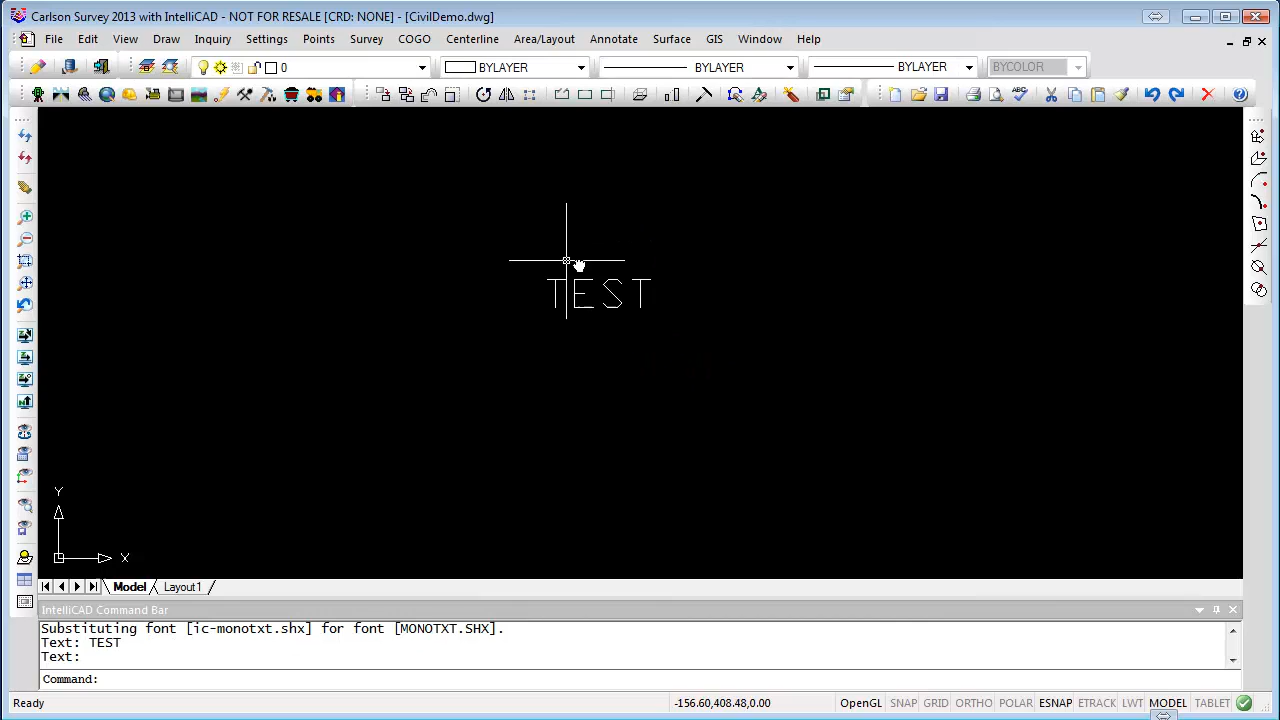 Carlson Survey 2013 with IntelliCAD - NOT FOR RESALE [CRD: NONE] - [CivilDemo.dwg]
File Edit View Draw Inquiry Settings Points Survey COGO Centerline Area/Layout Annotate Surface GIS Window Help
0 BYLAYER BYLAYER BYLAYER BYCOLOR
TEST
Y
X
Model Layout1
IntelliCAD Command Bar
Substituting font [ic-monotxt.shx] for font [MONOTXT.SHX].
Text: TEST
Text:
Command:
Ready -156.80,408.48,0.00 OpenGL SNAP GRID ORTHO POLAR ESNAP ETRACK LWT MODEL TABLET